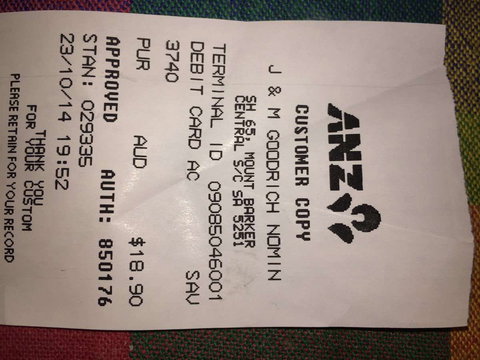 ANZ
CUSTOMER COPY
J & M GOODRICH NOMIN
SH 65, MOUNT BARKER
CENTRAL S/C SA 5251
TERMINAL ID 09085046001
DEBIT CARD AC SAV
3740
PUR AUD $18.90
APPROVED AUTH: 850176
STAN: 029335
23/10/14 19:52
THANK YOU
FOR YOUR CUSTOM
PLEASE RETAIN FOR YOUR RECORD